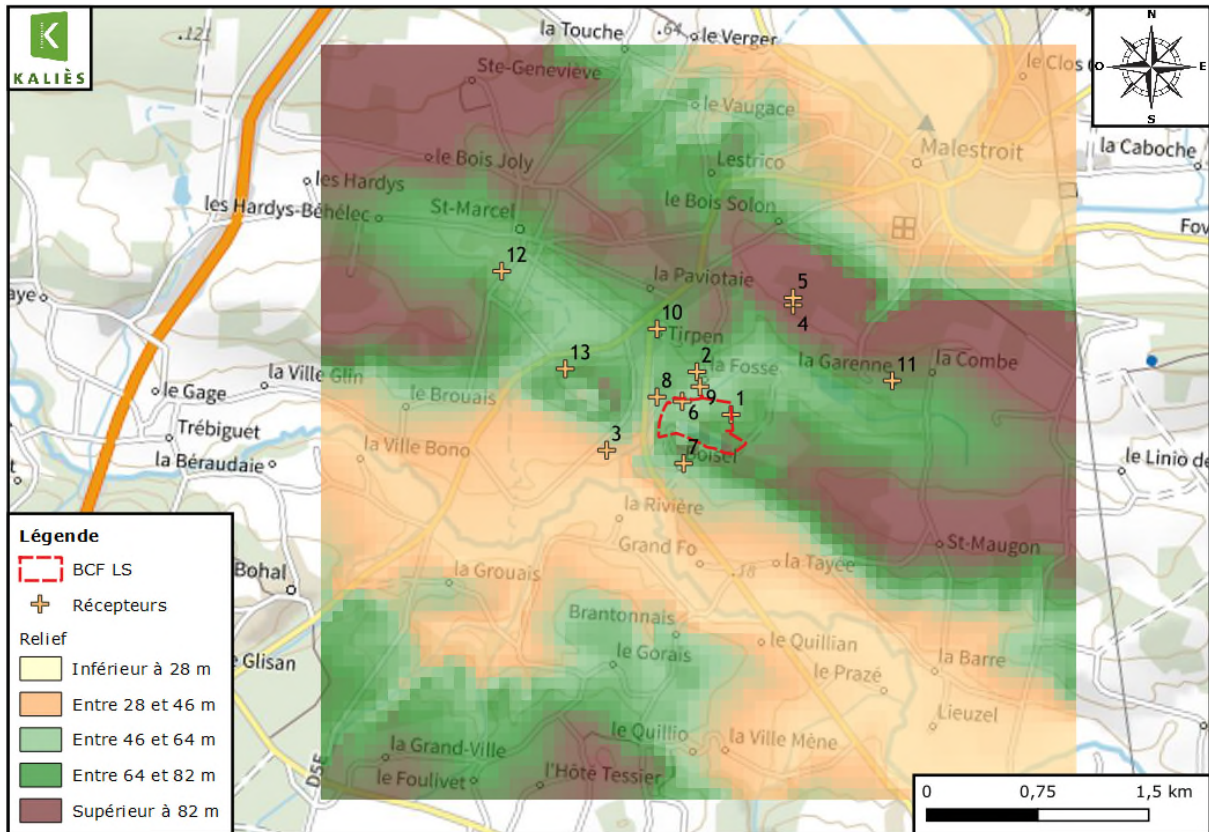 .121
la Touche
.64
le Verger
KALIÈS
Ste-Geneviève
le Clos
N
O
E
S
le Vaugace
Malestroit
la Caboche
le Bois Joly
Lestrico
les Hardys
les Hardys-Béhélec
St-Marcel
le Bois Solon
Fov
12
la Paviotaie
5
4
aye
10
Tirpen
13
2
la Fosse
la Garenne
11
la Combe
le Gage
la Ville Glin
le Brouais
8
9
6
1
Trébiguet
la Ville Bono
3
7
Boisel
la Béraudaie
le Linio de
la Rivière
Légende
BCF LS
Récepteurs
Relief
Inférieur à 28 m
Entre 28 et 46 m
Entre 46 et 64 m
Entre 64 et 82 m
Supérieur à 82 m
Grand Fo
.18
la Tayée
St-Maugon
Bohal
la Grouais
Brantonnais
le Quillian
e Glisan
le Gorais
le Prazé
la Barre
Lieuzel
le Quillio
la Ville Mène
la Grand-Ville
le Foulivet
l'Hôté Tessier
0
0,75
1,5 km